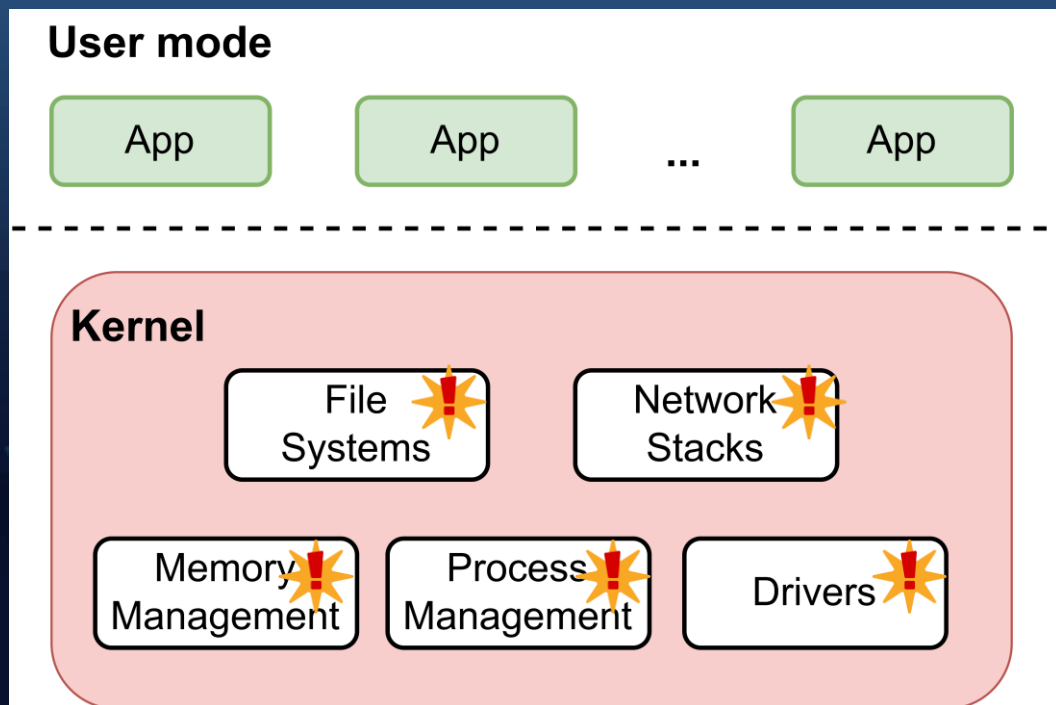 User mode
App App ... App
Kernel
File
Systems
Network
Stacks
Memory
Management
Process
Management
Drivers